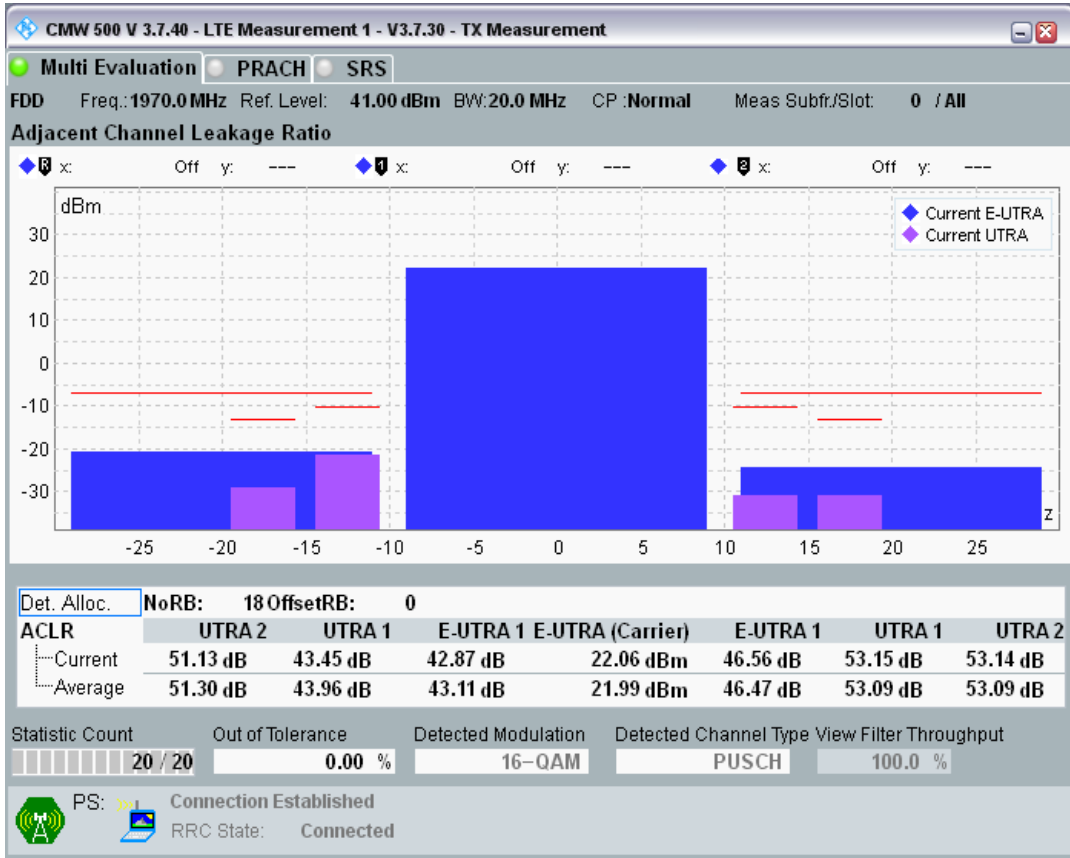 CMW 500 V 3.7.40 - LTE Measurement 1 - V3.7.30 - TX Measurement
Multi Evaluation PRACH SRS
FDD Freq.: 1970.0 MHz Ref. Level: 41.00 dBm BW: 20.0 MHz CP : Normal Meas Subfr./Slot: 0 / All
Adjacent Channel Leakage Ratio
R x: Off y: --- 1 x: Off y: --- 2 x: Off y: ---
dBm
Current E-UTRA
Current UTRA
30
20
10
0
-10
-20
-30
z
-25 -20 -15 -10 -5 0 5 10 15 20 25
Det. Alloc. NoRB: 18 OffsetRB: 0
ACLR UTRA 2 UTRA 1 E-UTRA 1 E-UTRA (Carrier) E-UTRA 1 UTRA 1 UTRA 2
Current 51.13 dB 43.45 dB 42.87 dB 22.06 dBm 46.56 dB 53.15 dB 53.14 dB
Average 51.30 dB 43.96 dB 43.11 dB 21.99 dBm 46.47 dB 53.09 dB 53.09 dB
Statistic Count Out of Tolerance Detected Modulation Detected Channel Type View Filter Throughput
20 / 20 0.00 % 16-QAM PUSCH 100.0 %
PS: Connection Established
RRC State: Connected